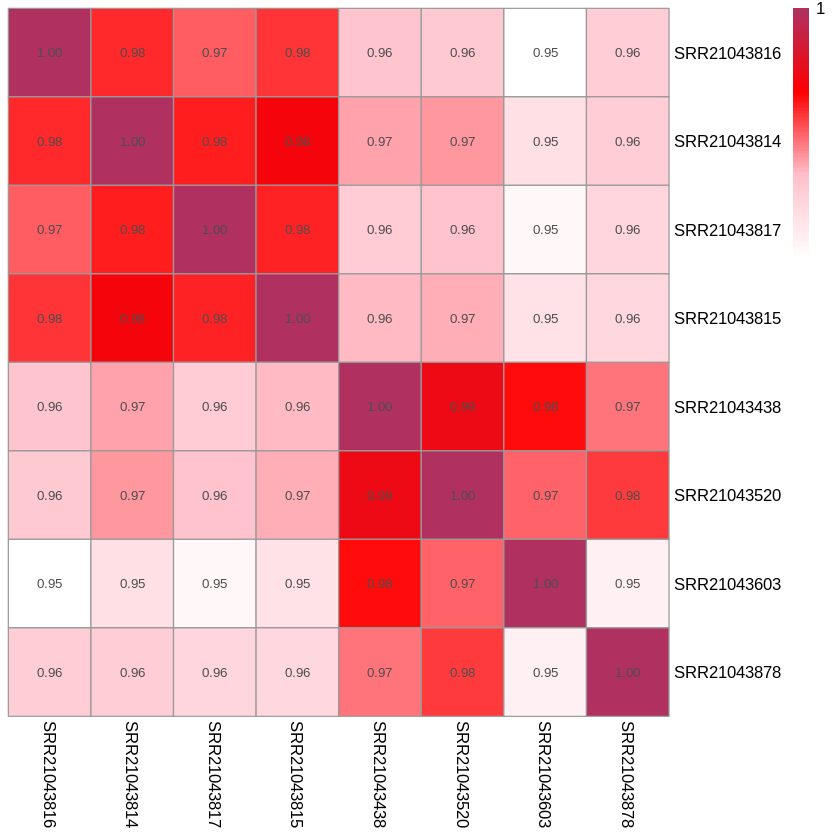 1
1.00 0.98 0.97 0.98 0.96 0.96 0.95 0.96 SRR21043816
0.98 1.00 0.98 0.97 0.97 0.95 0.96 SRR21043814
0.97 0.98 1.00 0.98 0.96 0.96 0.95 0.96 SRR21043817
0.98 0.98 1.00 0.96 0.97 0.95 0.96 SRR21043815
0.96 0.97 0.96 0.96 1.00 0.97 SRR21043438
0.96 0.97 0.96 0.97 1.00 0.97 0.98 SRR21043520
0.95 0.95 0.95 0.95 0.97 1.00 0.95 SRR21043603
0.96 0.96 0.96 0.96 0.97 0.98 0.95 1.00 SRR21043878
SRR21043816
SRR21043814
SRR21043817
SRR21043815
SRR21043438
SRR21043520
SRR21043603
SRR21043878